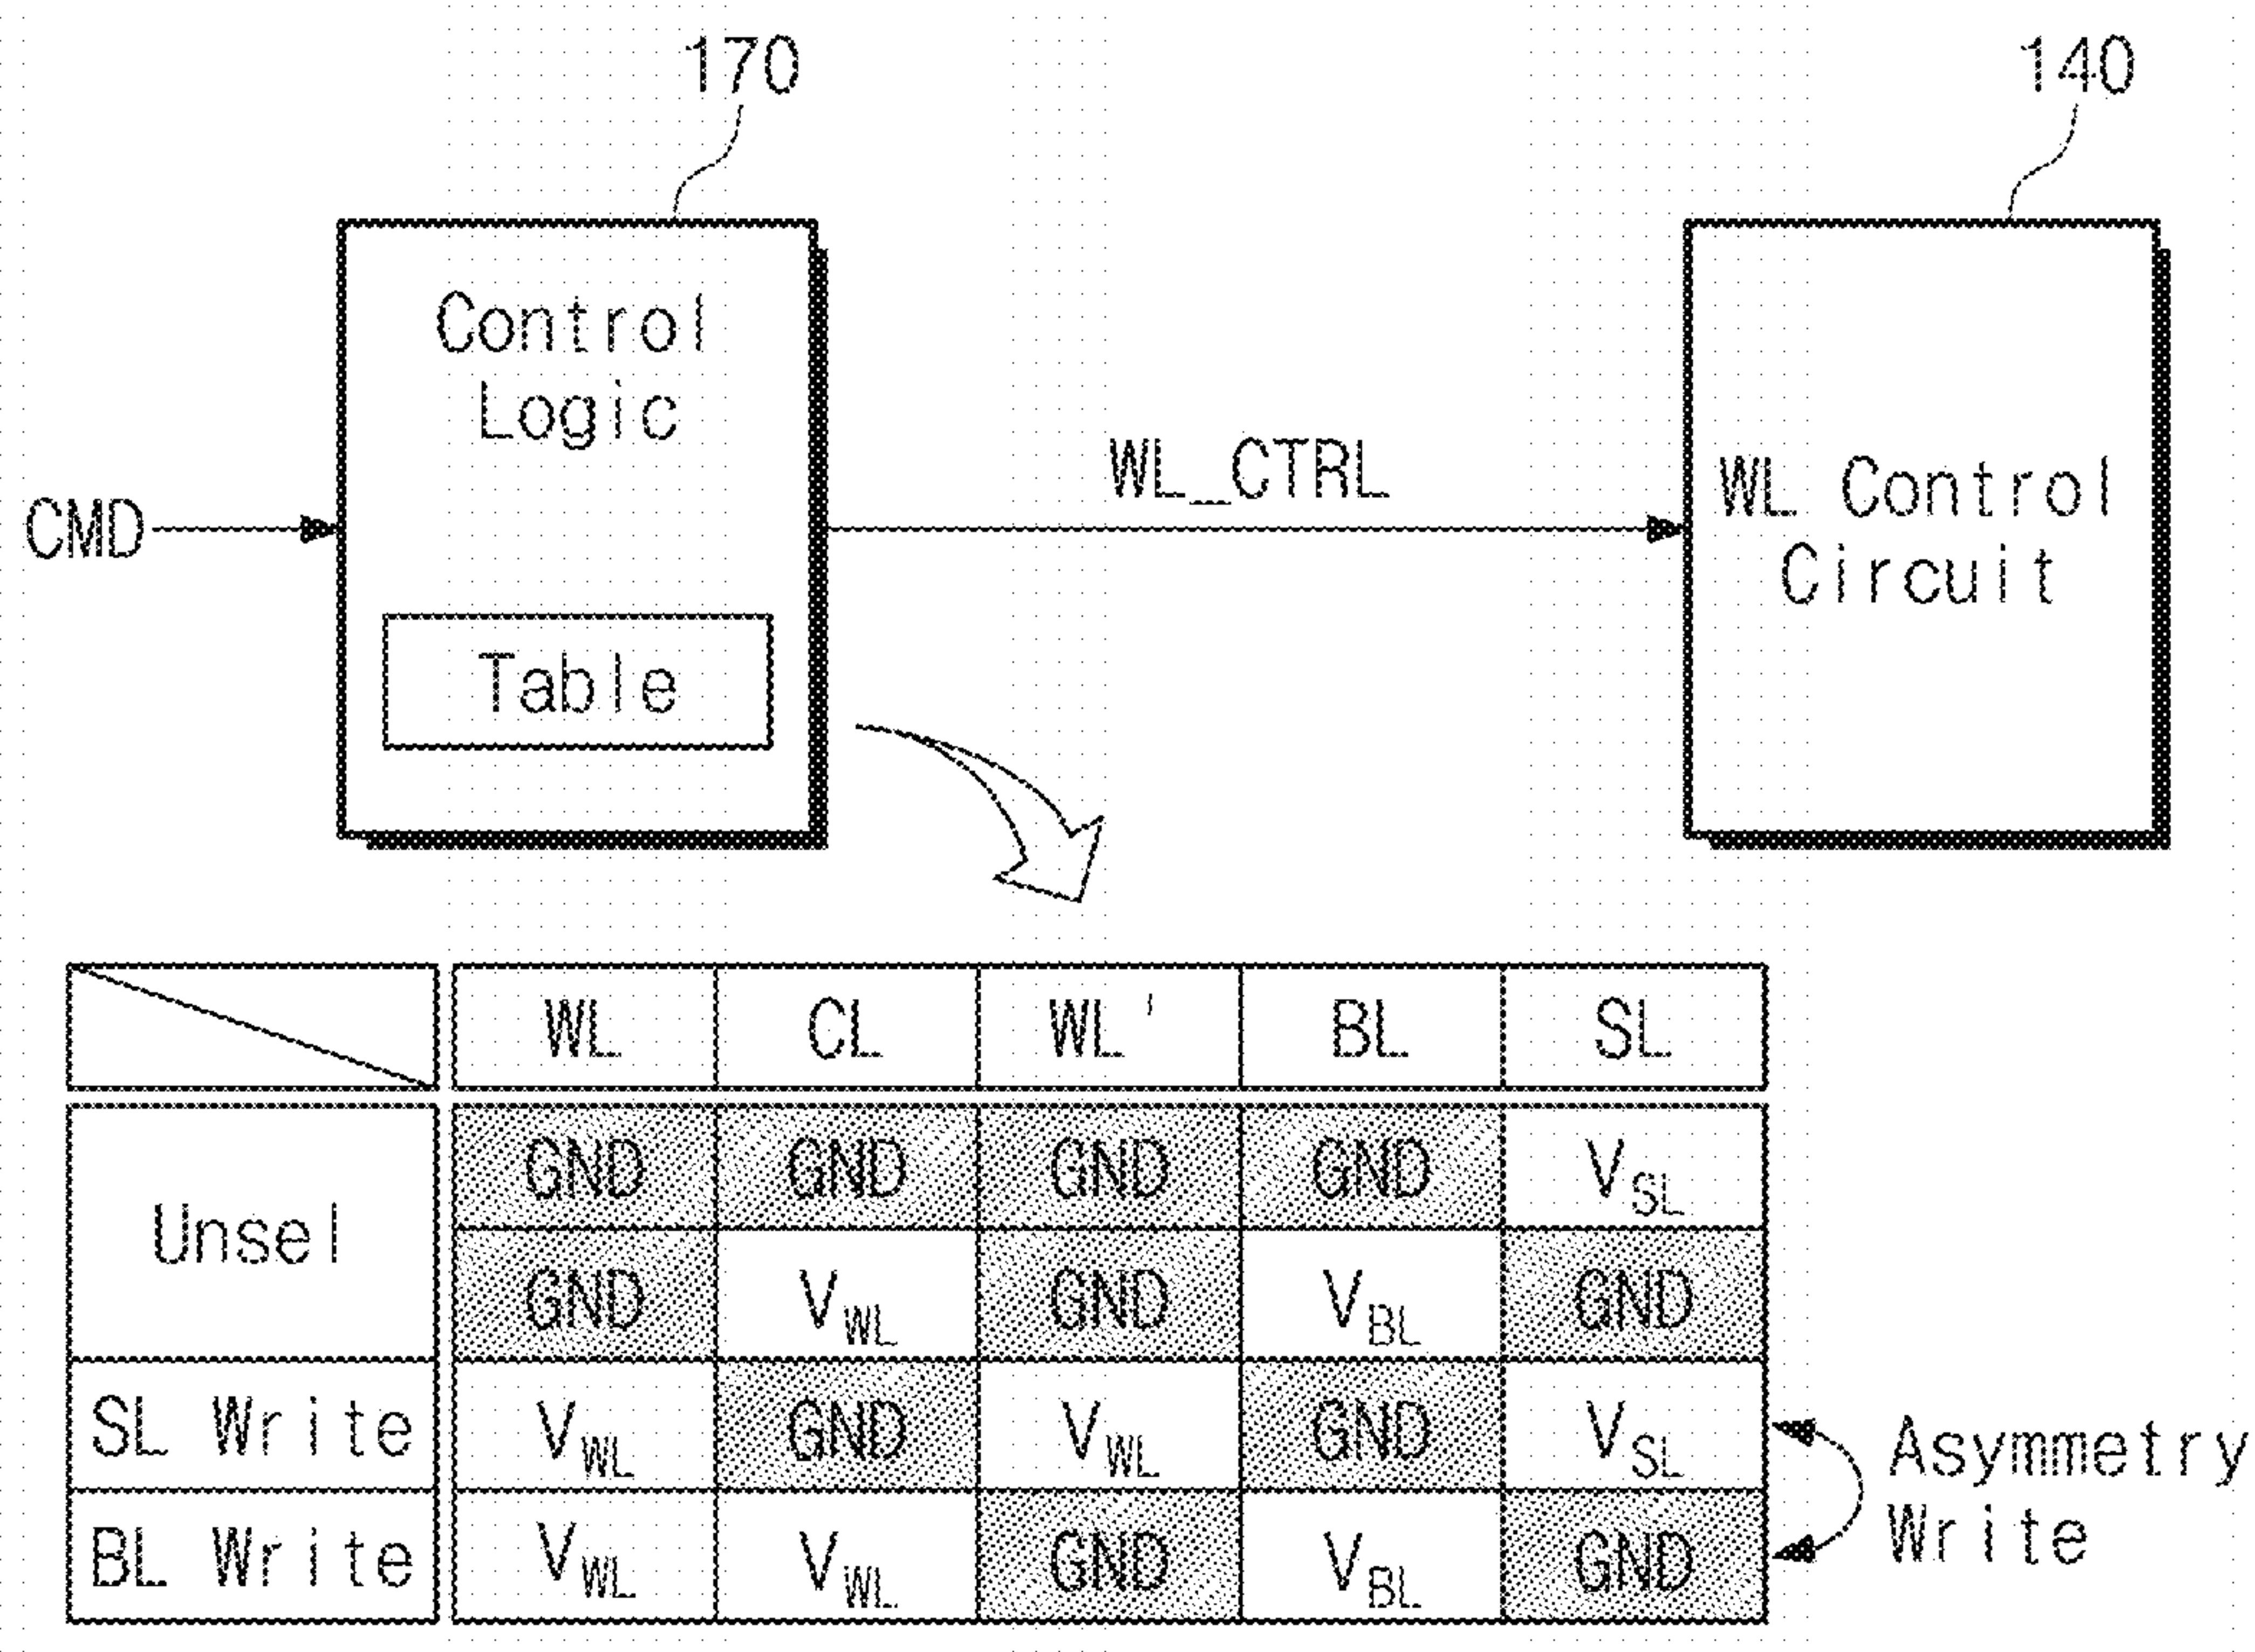 170
140
Control
Logic
Table
CMD
WL_CTRL
WL Control
Circuit
WL CL WL' BL SL
Unsel
GND GND GND GND VSL
GND VWL GND VBL GND
SL Write VWL GND VWL GND VSL
BL Write VWL VWL GND VBL GND
Asymmetry
Write